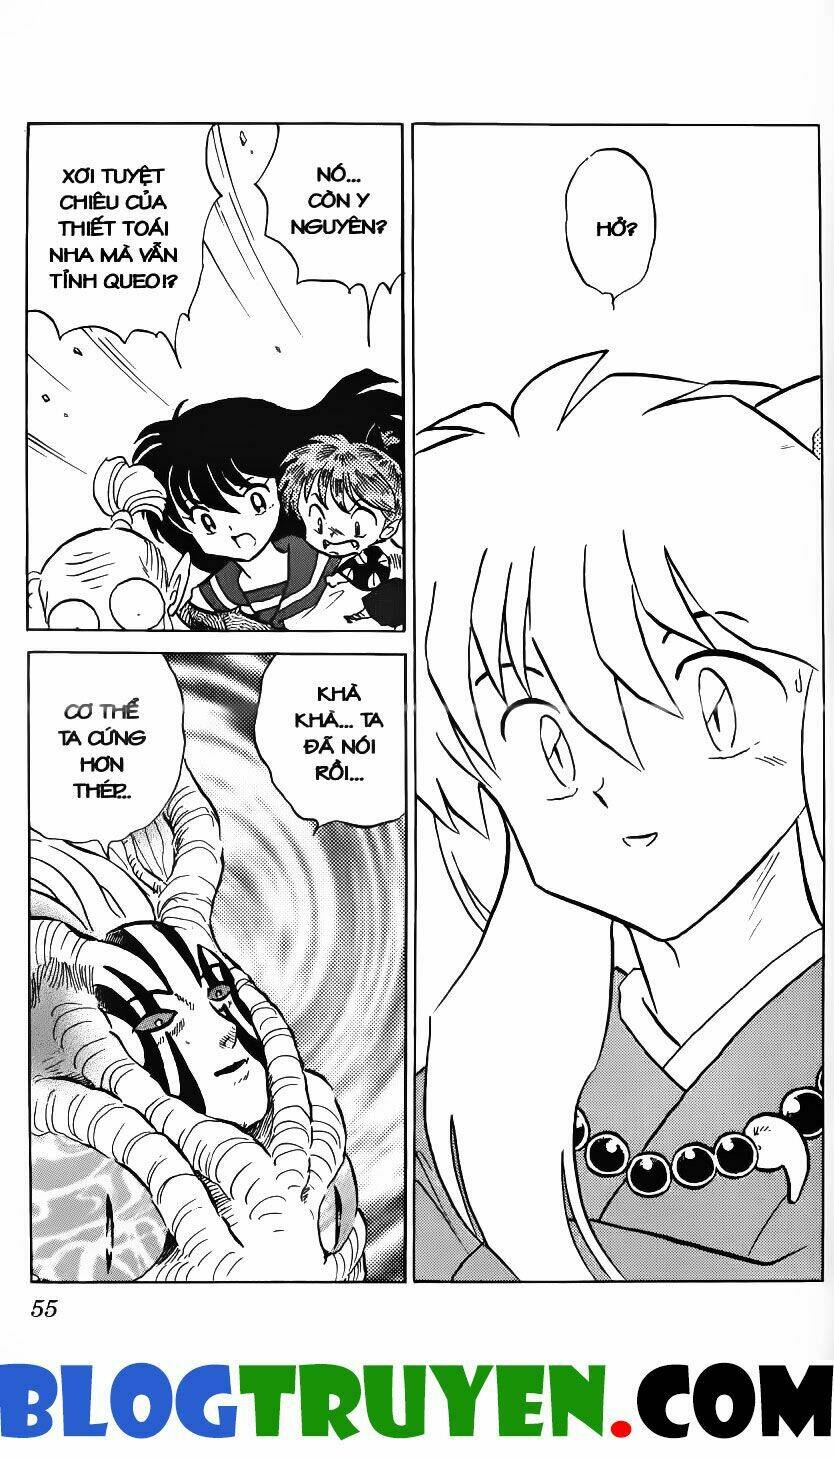 HỞ?
NÓ...
CÒN Y
NGUYÊN?
XƠI TUYỆT
CHIÊU CỦA
THIẾT TOÁI
NHA MÀ VẪN
TỈNH QUEO!?
KHÀ
KHÀ... TA
ĐÃ NÓI
RỒI...
CƠ THỂ
TA CỨNG
HƠN
THÉP...
55
BLOGTRUYEN.COM